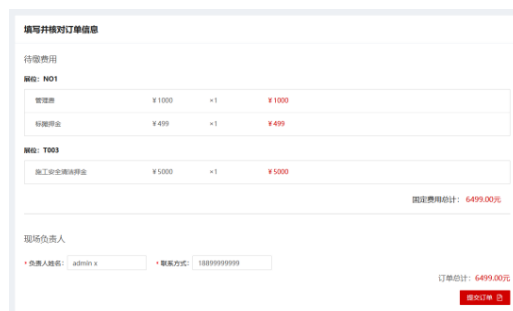 填写并核对订单信息
待缴费用
展位：NO1
管理费 ¥1000 ×1 ¥1000
标摊押金 ¥499 ×1 ¥499
展位：T003
施工安全清洁押金 ¥5000 ×1 ¥5000
固定费用总计： 6499.00元
现场负责人
* 负责人姓名： admin x * 联系方式： 18899999999
订单总计：6499.00元
提交订单